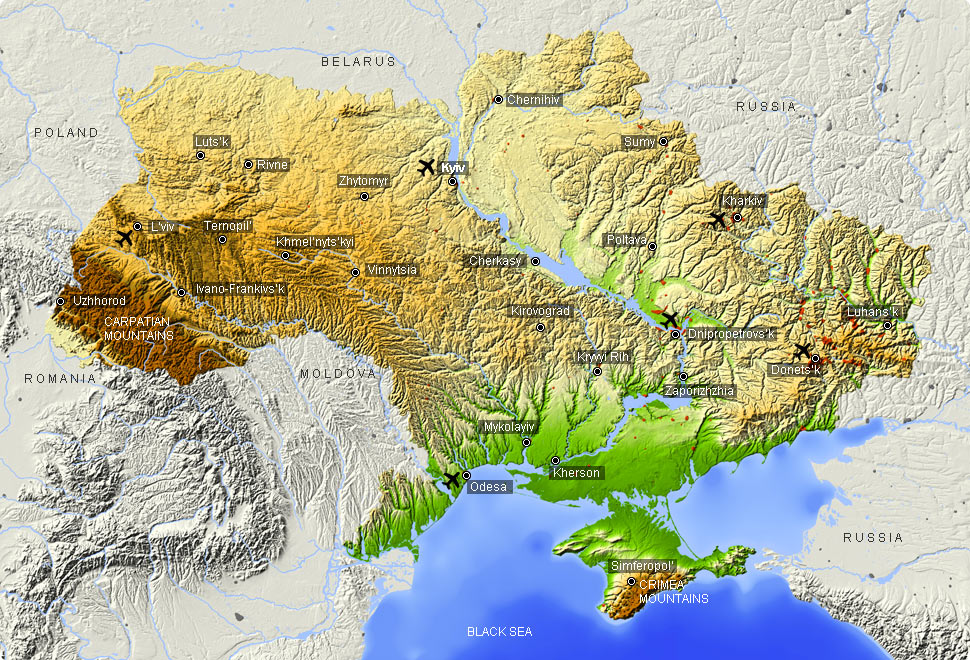 BELARUS
Chernihiv
RUSSIA
POLAND
Luts'k
Sumy
Rivne
Kyiv
Zhytomyr
Kharkiv
L'viv
Ternopil'
Khmel'nyts'kyi
Poltava
Cherkasy
Vinnytsia
Ivano-Frankivs'k
Uzhhorod
Kirovograd
Luhans'k
CARPATIAN
MOUNTAINS
Dnipropetrovs'k
Kryvyi Rih
Donets'k
MOLDOVA
ROMANIA
Zaporizhzhia
Mykolayiv
Kherson
Odesa
RUSSIA
Simferopol'
CRIMEA
MOUNTAINS
BLACK SEA